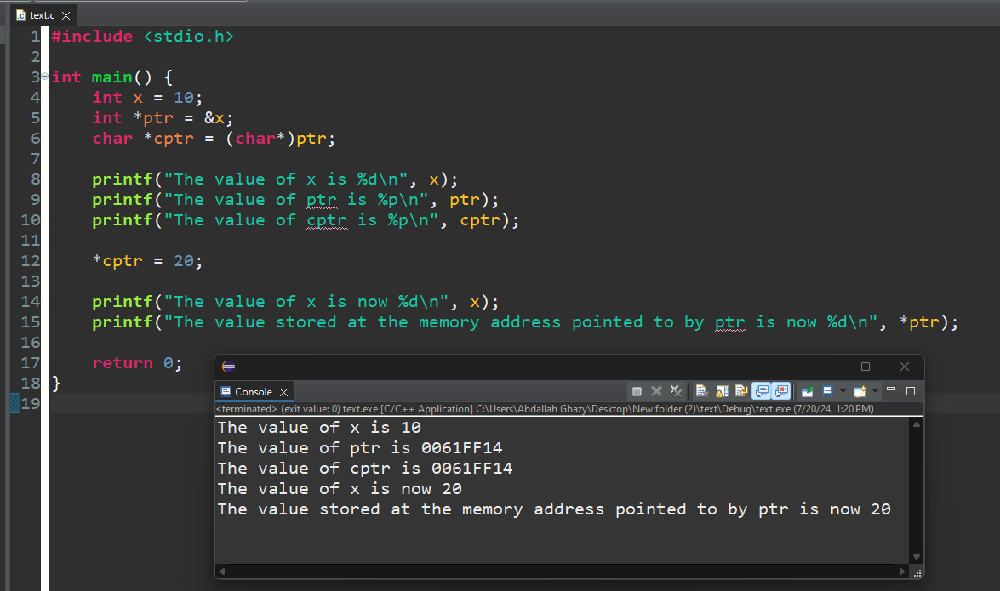 text.c
1 #include <stdio.h>
2
3 int main() {
4     int x = 10;
5     int *ptr = &x;
6     char *cptr = (char*)ptr;
7
8     printf("The value of x is %d\n", x);
9     printf("The value of ptr is %p\n", ptr);
10     printf("The value of cptr is %p\n", cptr);
11
12     *cptr = 20;
13
14     printf("The value of x is now %d\n", x);
15     printf("The value stored at the memory address pointed to by ptr is now %d\n", *ptr);
16
17     return 0;
18 }
19
Console
<terminated> (exit value: 0) text.exe [C/C++ Application] C:\Users\Abdallah Ghazy\Desktop\New folder (2)\text\Debug\text.exe (7/20/24, 1:20 PM)
The value of x is 10
The value of ptr is 0061FF14
The value of cptr is 0061FF14
The value of x is now 20
The value stored at the memory address pointed to by ptr is now 20